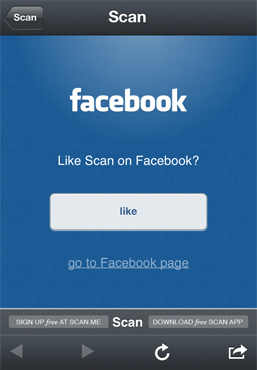 Scan
Scan
facebook
Like Scan on Facebook?
like
go to Facebook page
SIGN UP free AT SCAN.ME Scan DOWNLOAD free SCAN APP